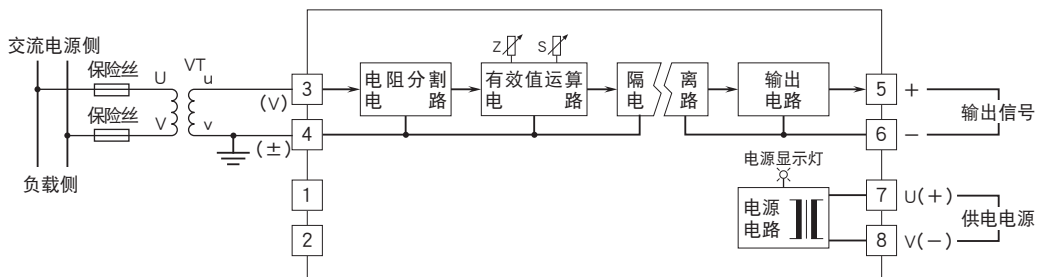 交流电源侧
保险丝
U
VT
u
保险丝
V
v
负载侧
(V)
(±)
3
4
1
2
电阻分割
电 路
Z
S
有效值运算
电 路
隔 离
电 路
输出
电路
5
+
6
−
输出信号
电源显示灯
电源
电路
7
U(+)
8
V(−)
供电电源